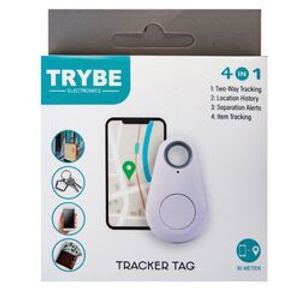 TRYBE
ELECTRONICS
4 IN 1
1: Two-Way Tracking
2: Location History
3: Separation Alerts
4: Item Tracking
TRACKER TAG
30 METER